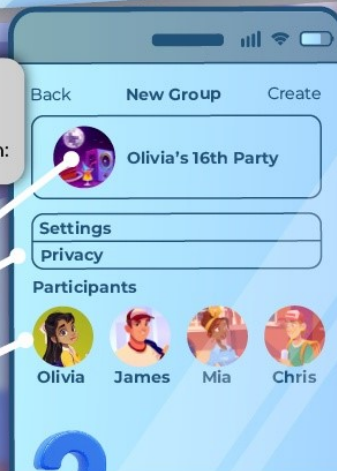 n:
Back New Group Create
Olivia's 16th Party
Settings
Privacy
Participants
Olivia James Mia Chris